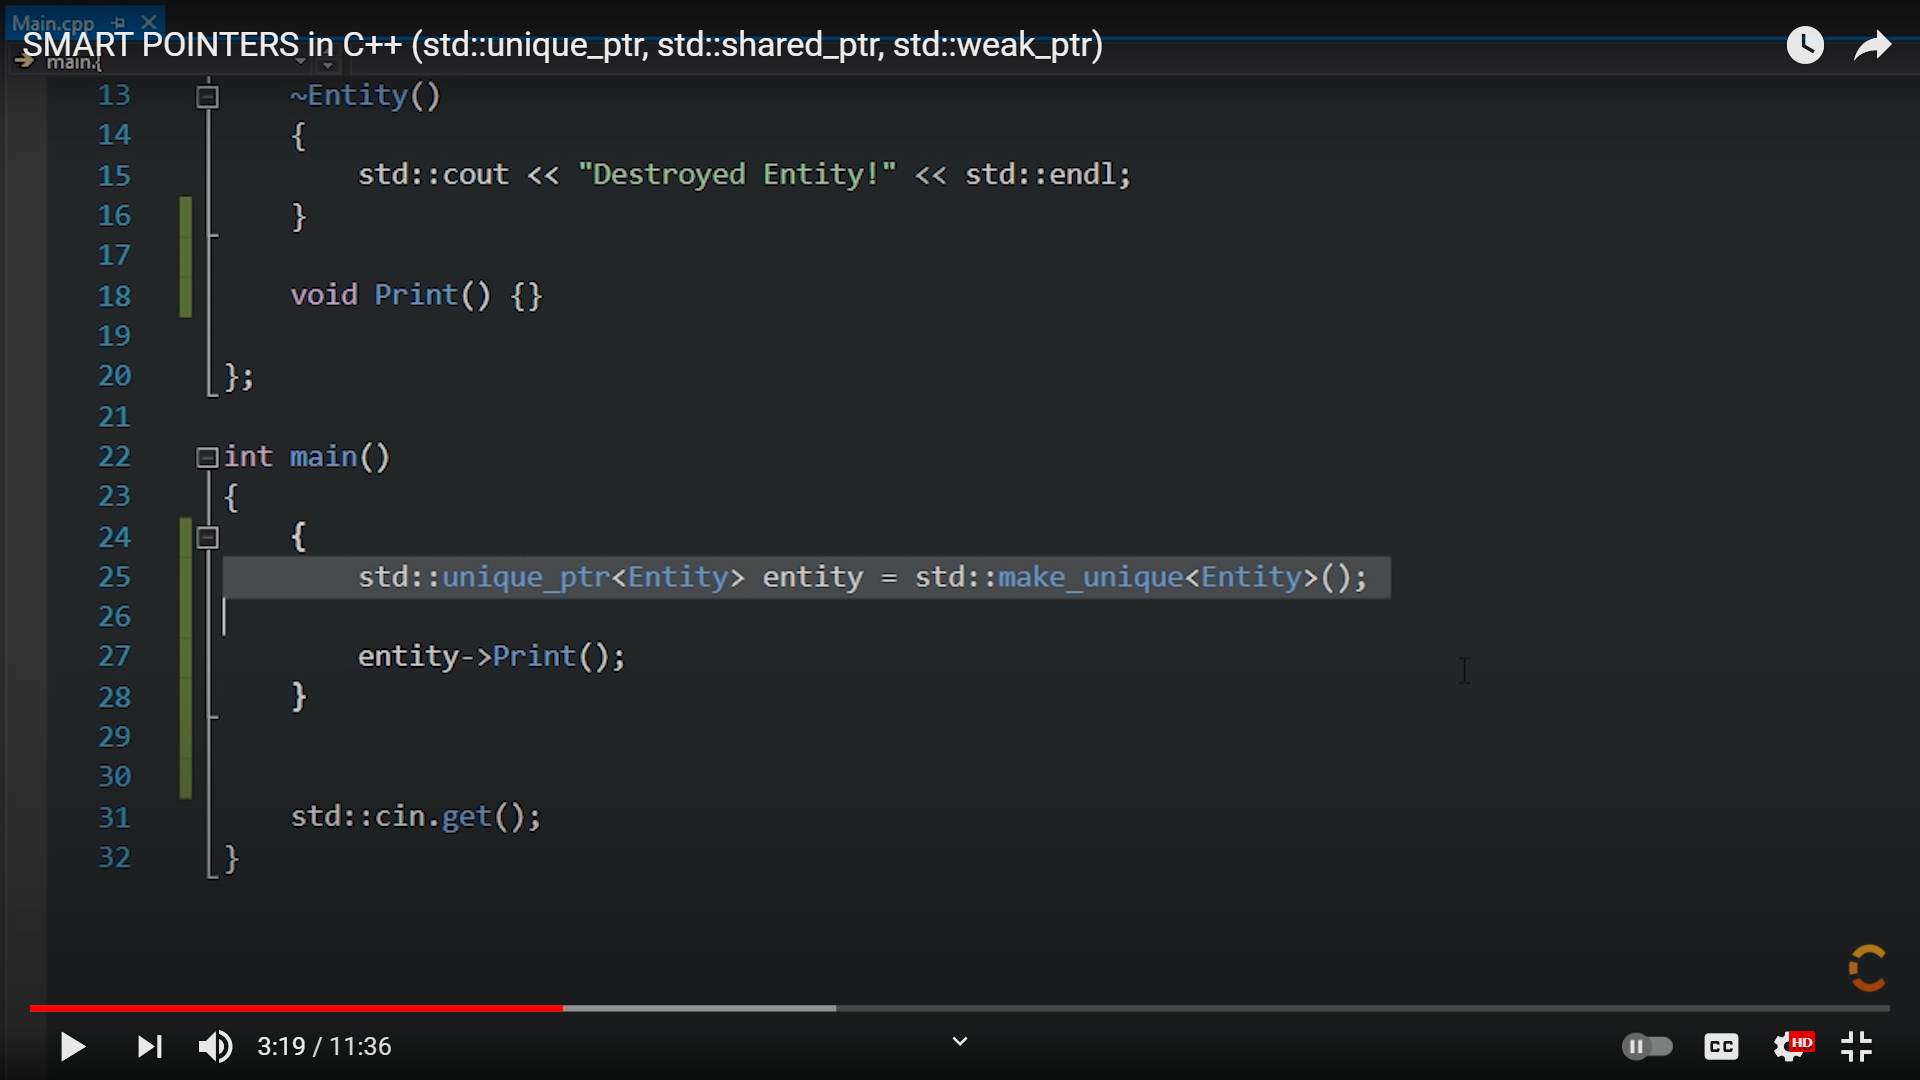 Main.cpp
SMART POINTERS in C++ (std::unique_ptr, std::shared_ptr, std::weak_ptr)
main.{
13 ~Entity()
14 {
15 std::cout << "Destroyed Entity!" << std::endl;
16 }
17
18 void Print() {}
19
20 };
21
22 int main()
23 {
24 {
25 std::unique_ptr<Entity> entity = std::make_unique<Entity>();
26
27 entity->Print();
28 }
29
30
31 std::cin.get();
32 }
3:19 / 11:36
CC
HD